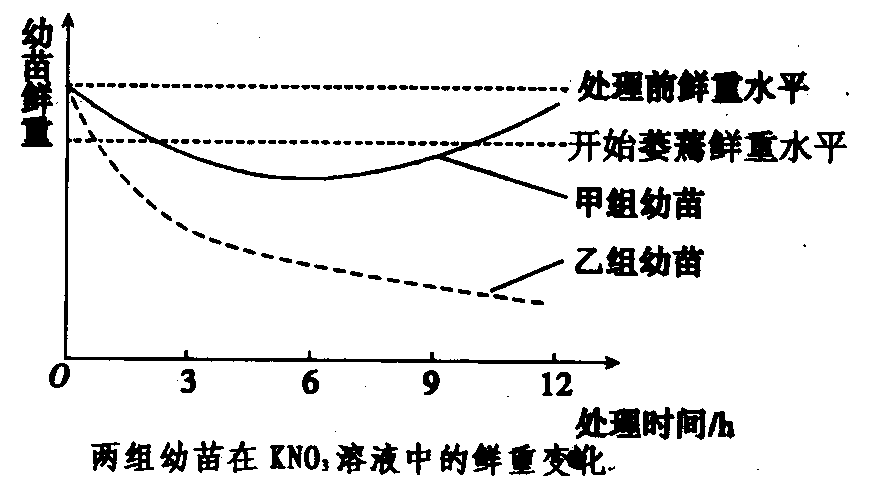 幼苗鲜重
处理前鲜重水平
开始萎蔫鲜重水平
甲组幼苗
乙组幼苗
O 3 6 9 12
处理时间/h
两组幼苗在 KNO₃溶液中的鲜重变化